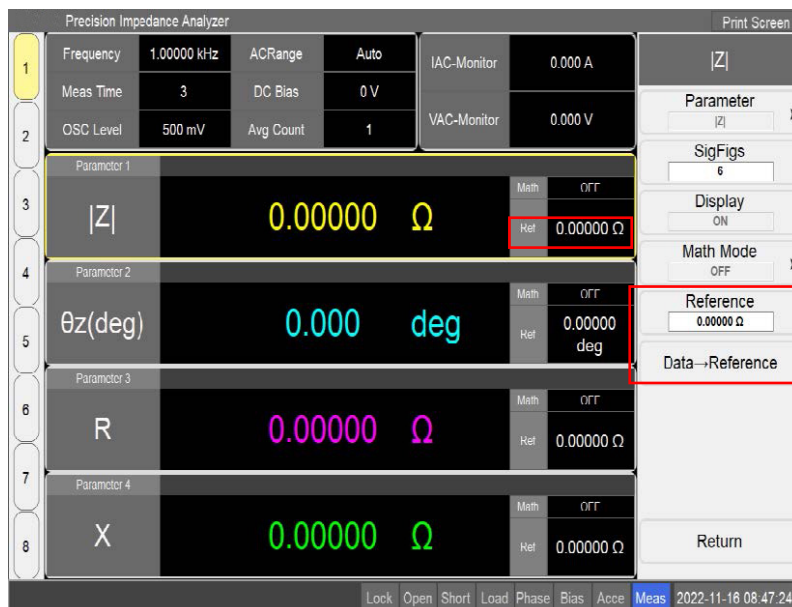 Precision Impedance Analyzer
Print Screen
1
2
3
4
5
6
7
8
Frequency 1.00000 kHz ACRange Auto
Meas Time 3 DC Bias 0 V
OSC Level 500 mV Avg Count 1
IAC-Monitor 0.000 A
VAC-Monitor 0.000 V
Parameter 1
|Z| 0.00000 Ω
Math OFF
Ref 0.00000 Ω
Parameter 2
θz(deg) 0.000 deg
Math OFF
Ref 0.00000
deg
Parameter 3
R 0.00000 Ω
Math OFF
Ref 0.00000 Ω
Parameter 4
X 0.00000 Ω
Math OFF
Ref 0.00000 Ω
|Z|
Parameter
|Z|
SigFigs
6
Display
ON
Math Mode
OFF
Reference
0.00000 Ω
Data→Reference
Return
Lock Open Short Load Phase Bias Acce Meas 2022-11-16 08:47:24